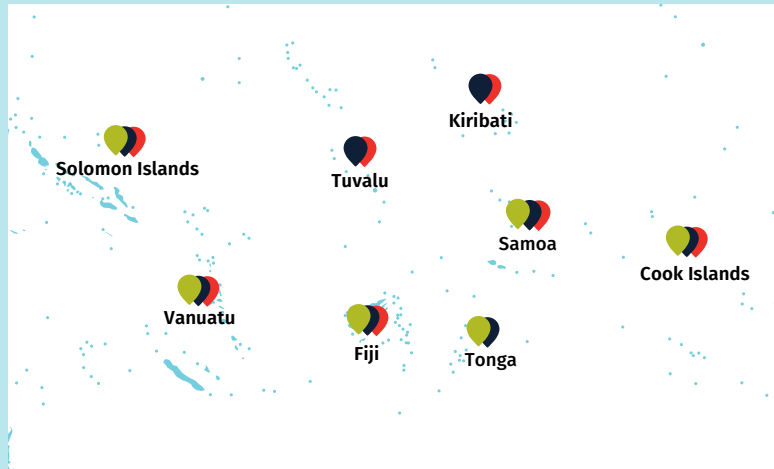 Kiribati
Solomon Islands
Tuvalu
Samoa
Cook Islands
Vanuatu
Fiji
Tonga